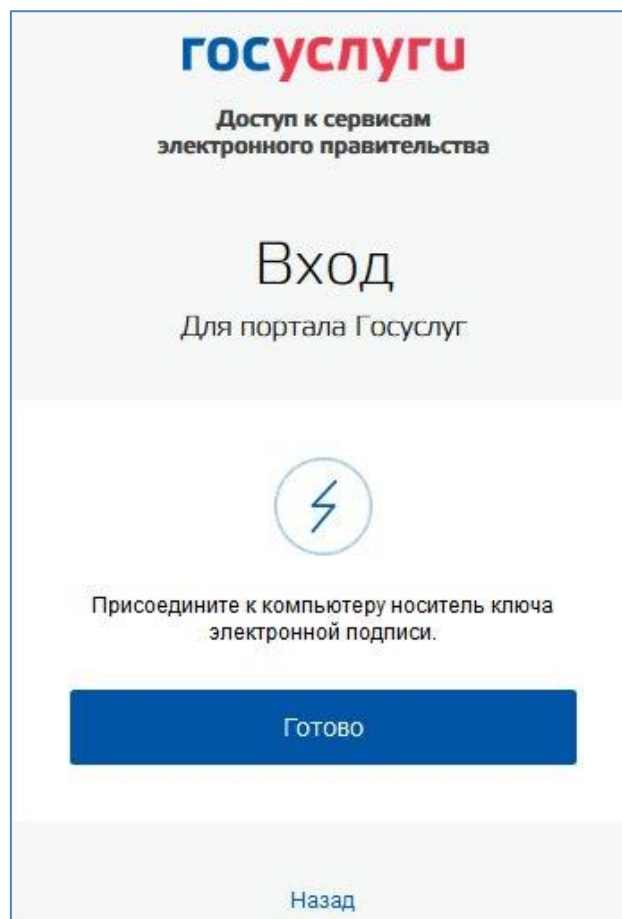 госуслуги
Доступ к сервисам
электронного правительства
Вход
Для портала Госуслуг
Присоедините к компьютеру носитель ключа
электронной подписи.
Готово
Назад